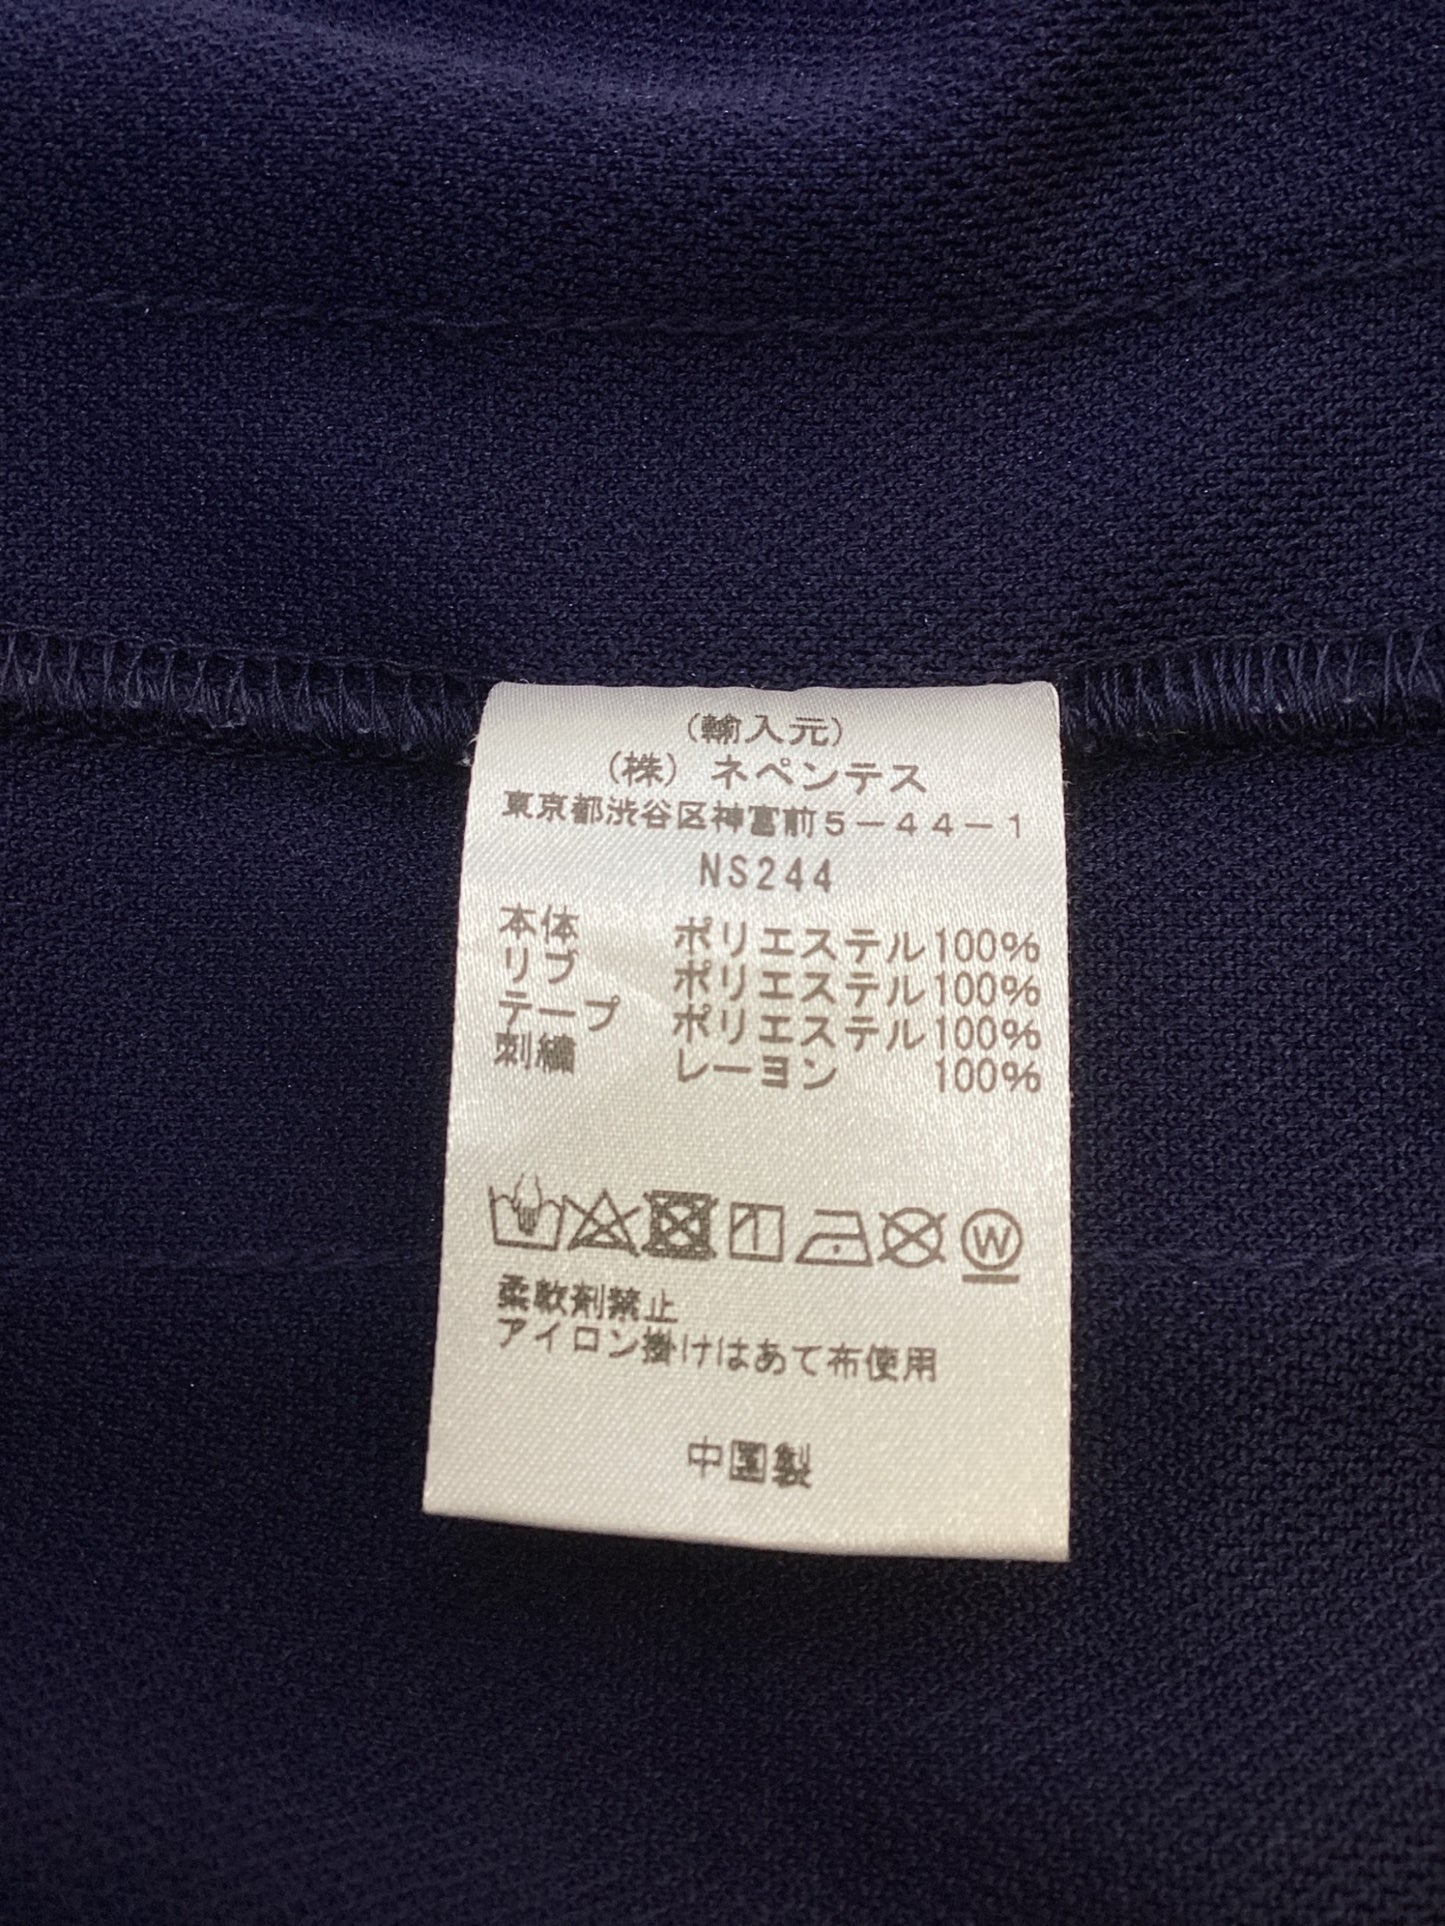 (輸入元)
(株) ネペンテス
東京都渋谷区神宮前5-44-1
NS244
本体 ポリエステル100%
リブ ポリエステル100%
テープ ポリエステル100%
刺繍 レーヨン 100%
W
柔軟剤禁止
アイロン掛けはあて布使用
中国製